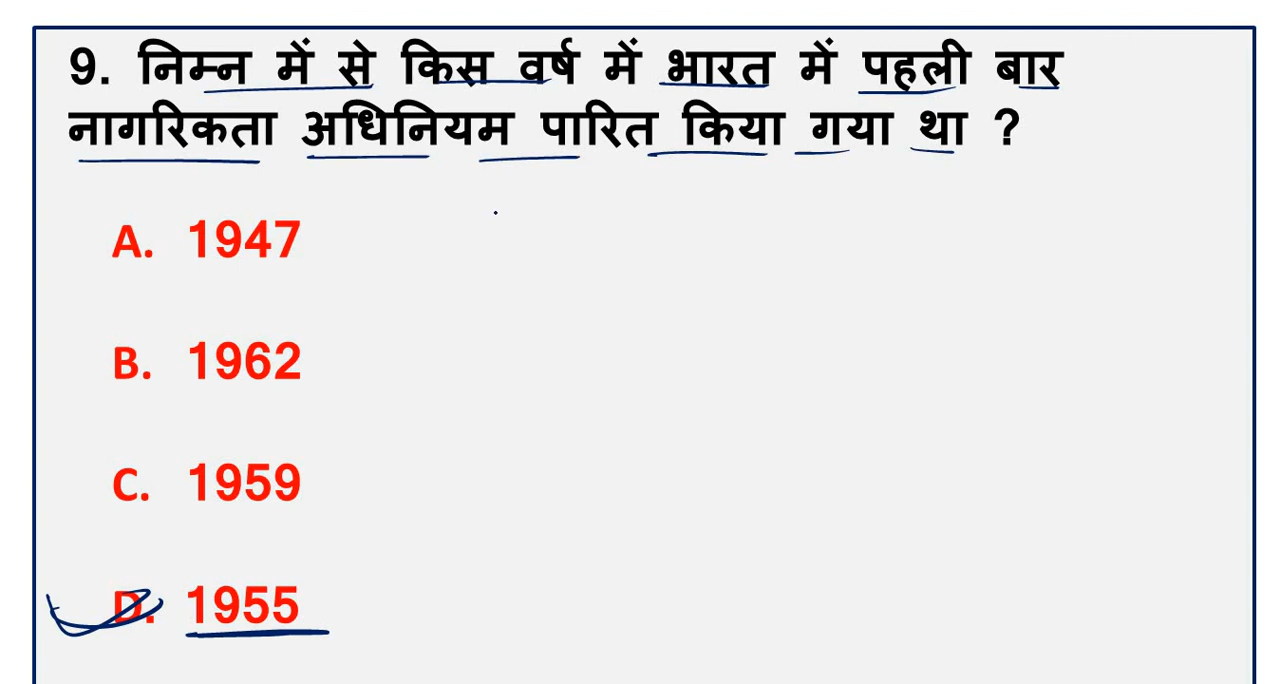 9. निम्न में से किस वर्ष में भारत में पहली बार
नागरिकता अधिनियम पारित किया गया था ?
A. 1947
B. 1962
C. 1959
D. 1955